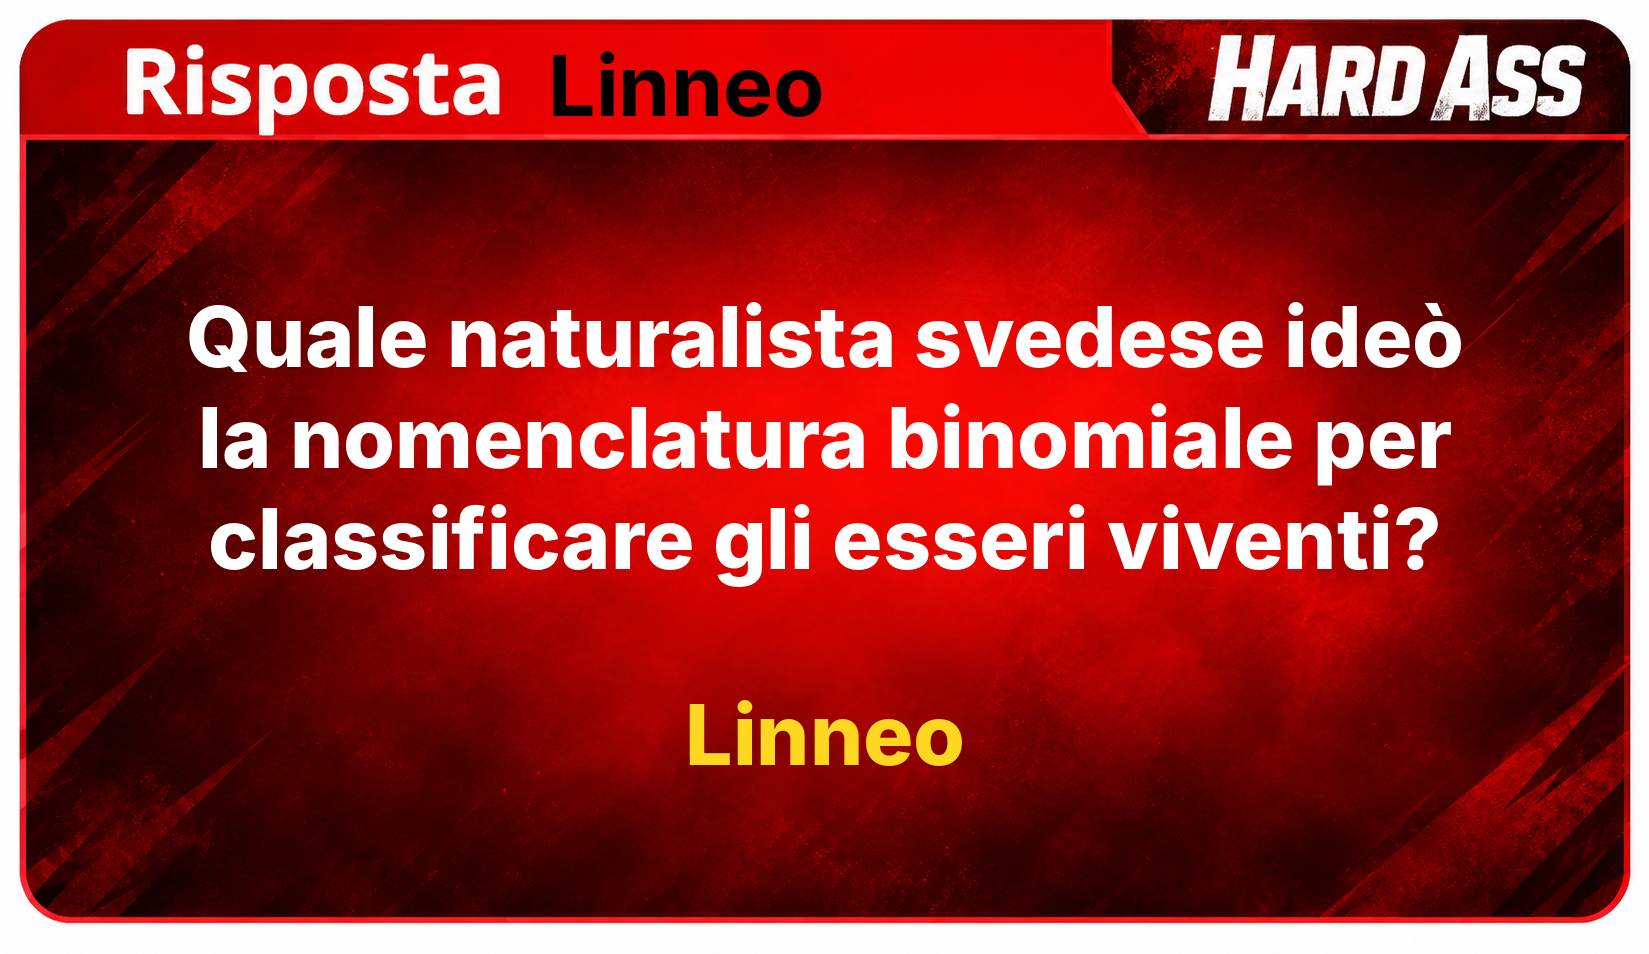 Risposta Linneo
HARD ASS
Quale naturalista svedese ideò
la nomenclatura binomiale per
classificare gli esseri viventi?
Linneo